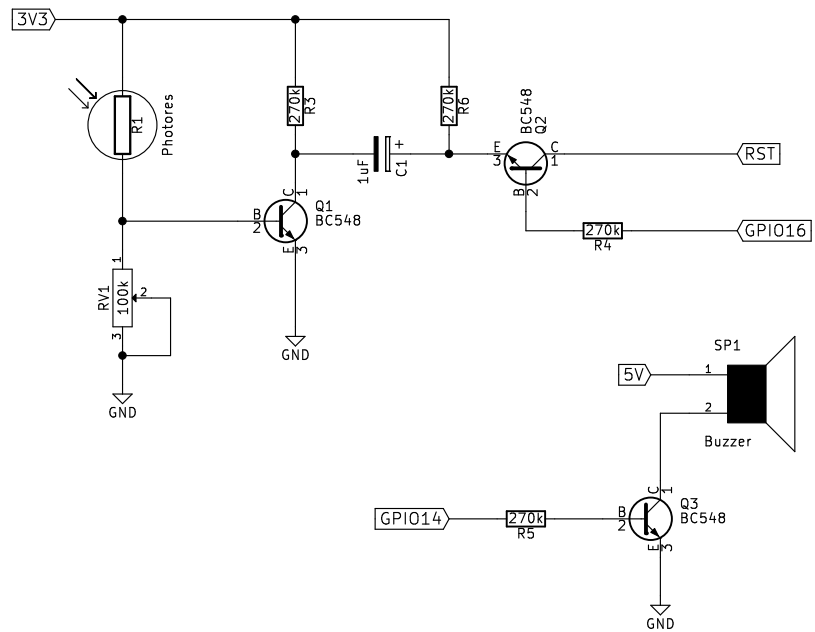 3V3
R1
Photores
270k
R3
270k
R6
BC548
Q2
1uF
C1
+
E
3
C
1
B
2
RST
270k
R4
GPIO16
C
1
B
2
E
3
Q1
BC548
GND
1
RV1
100k
2
3
GND
SP1
5V
1
2
Buzzer
GPIO14
270k
R5
C
1
B
2
E
3
Q3
BC548
GND